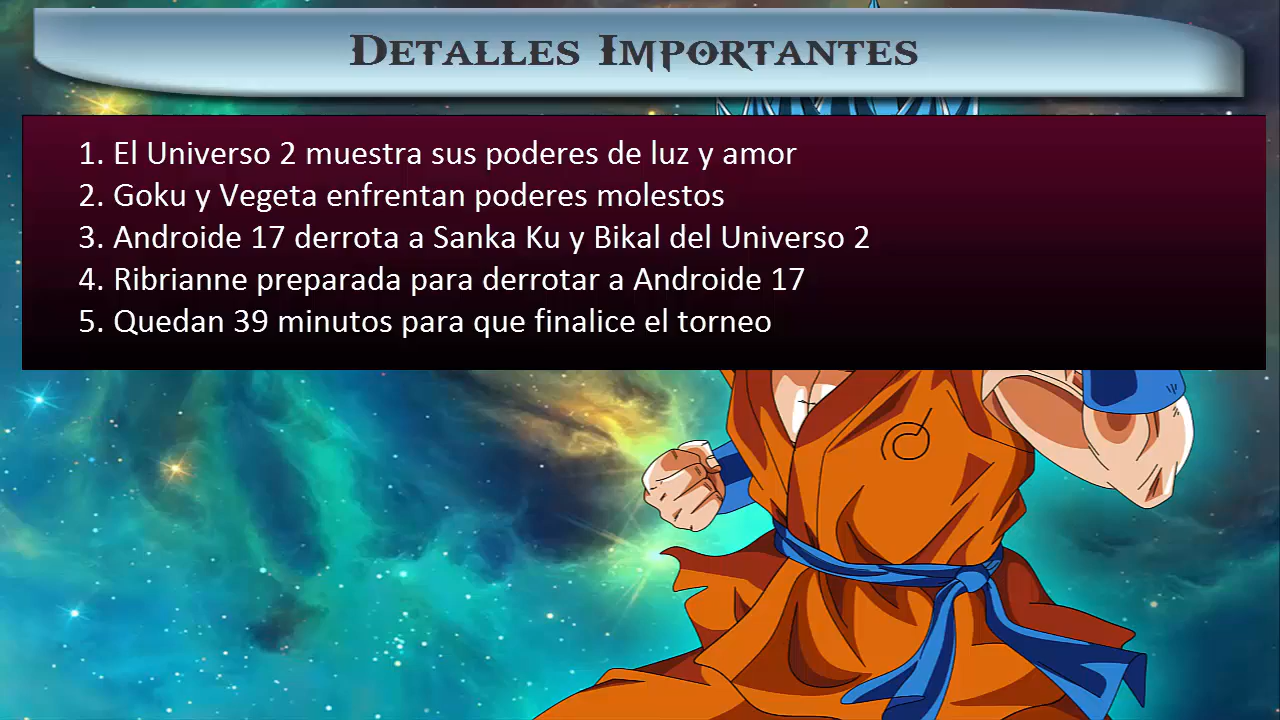 Detalles Importantes
1. El Universo 2 muestra sus poderes de luz y amor
2. Goku y Vegeta enfrentan poderes molestos
3. Androide 17 derrota a Sanka Ku y Bikal del Universo 2
4. Ribrianne preparada para derrotar a Androide 17
5. Quedan 39 minutos para que finalice el torneo